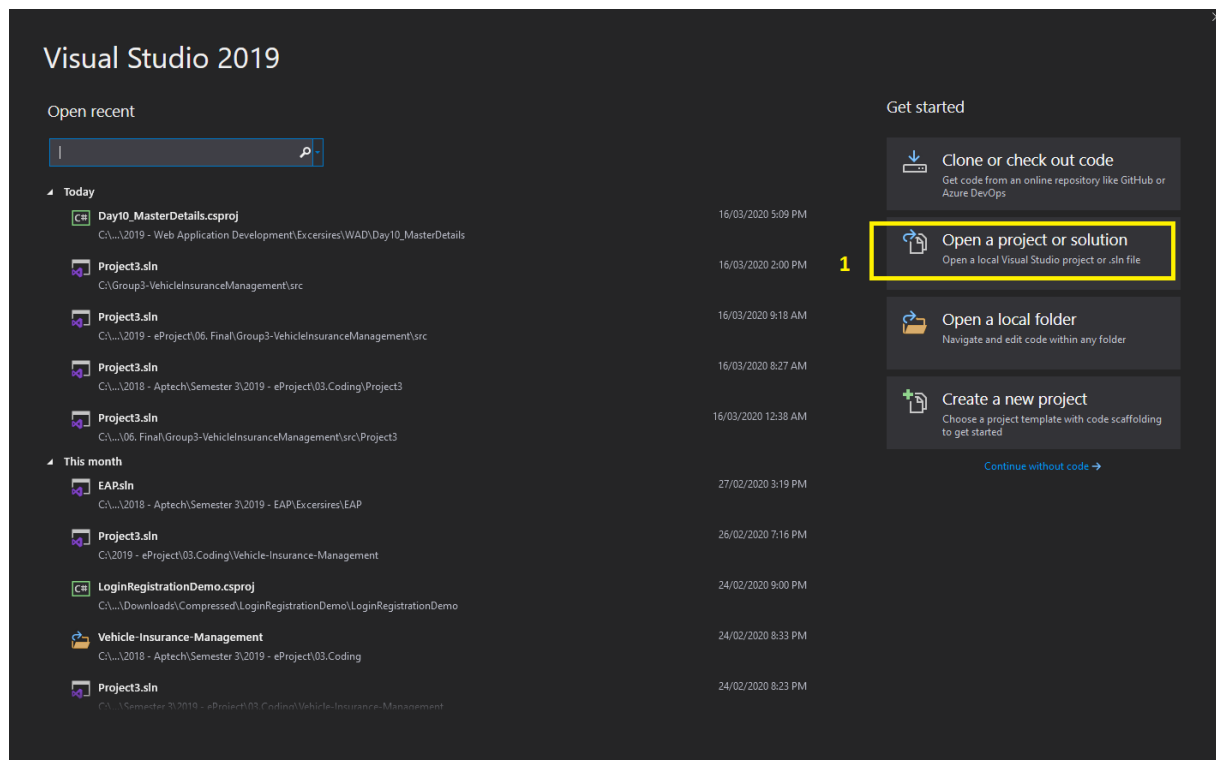 Visual Studio 2019
Open recent
Today
Day10_MasterDetails.csproj
16/03/2020 5:09 PM
C:\...\2019 - Web Application Development\Excersires\WAD\Day10_MasterDetails
Project3.sln
16/03/2020 2:00 PM
C:\Group3-VehicleInsuranceManagement\src
Project3.sln
16/03/2020 9:18 AM
C:\...\2019 - eProject\06. Final\Group3-VehicleInsuranceManagement\src
Project3.sln
16/03/2020 8:27 AM
C:\...\2018 - Aptech\Semester 3\2019 - eProject\03.Coding\Project3
Project3.sln
16/03/2020 12:38 AM
C:\...\06. Final\Group3-VehicleInsuranceManagement\src\Project3
This month
EAP.sln
27/02/2020 3:19 PM
C:\...\2018 - Aptech\Semester 3\2019 - EAP\Excersires\EAP
Project3.sln
26/02/2020 7:16 PM
C:\2019 - eProject\03.Coding\Vehicle-Insurance-Management
C# LoginRegistrationDemo.csproj
24/02/2020 9:00 PM
C:\...\Downloads\Compressed\LoginRegistrationDemo\LoginRegistrationDemo
Vehicle-Insurance-Management
24/02/2020 8:33 PM
C:\...\2018 - Aptech\Semester 3\2019 - eProject\03.Coding
Project3.sln
24/02/2020 8:23 PM
C:\...\Semester 3\2019 - eProject\03.Coding\Vehicle-Insurance-Management
Get started
Clone or check out code
Get code from an online repository like GitHub or
Azure DevOps
1
Open a project or solution
Open a local Visual Studio project or .sln file
Open a local folder
Navigate and edit code within any folder
Create a new project
Choose a project template with code scaffolding
to get started
Continue without code →